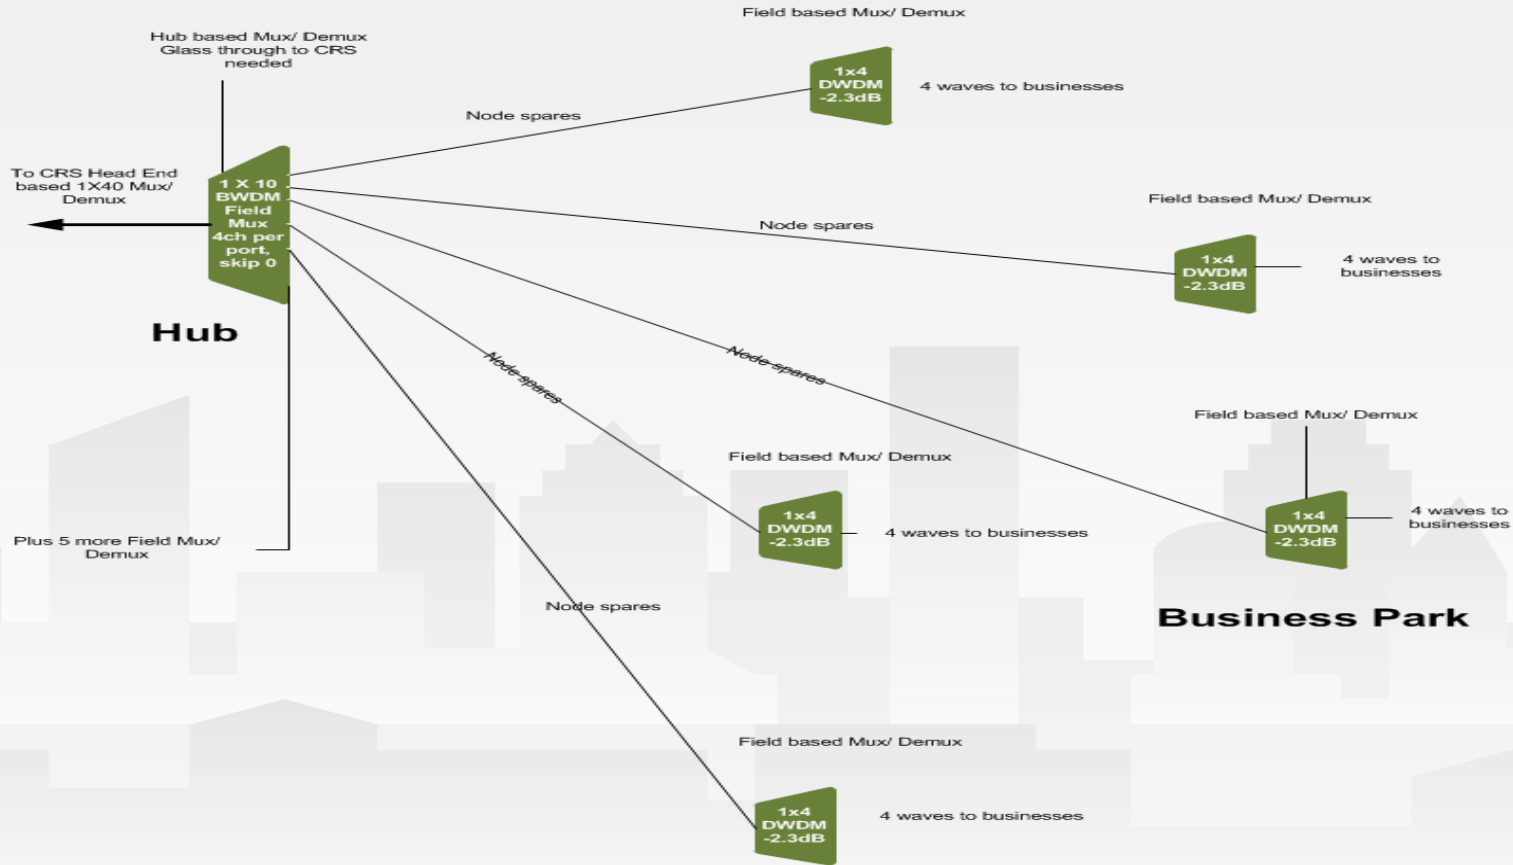 Field based Mux/ Demux
Hub based Mux/ Demux
Glass through to CRS
needed
1x4
DWDM
-2.3dB
4 waves to businesses
Node spares
To CRS Head End
based 1X40 Mux/
Demux
1 X 10
BWDM
Field
Mux
4ch per
port,
skip 0
Field based Mux/ Demux
Node spares
1x4
DWDM
-2.3dB
4 waves to
businesses
Hub
Node spares
Node spares
Field based Mux/ Demux
1x4
DWDM
-2.3dB
4 waves to
businesses
Business Park
Field based Mux/ Demux
1x4
DWDM
-2.3dB
4 waves to businesses
Plus 5 more Field Mux/
Demux
Node spares
Field based Mux/ Demux
1x4
DWDM
-2.3dB
4 waves to businesses